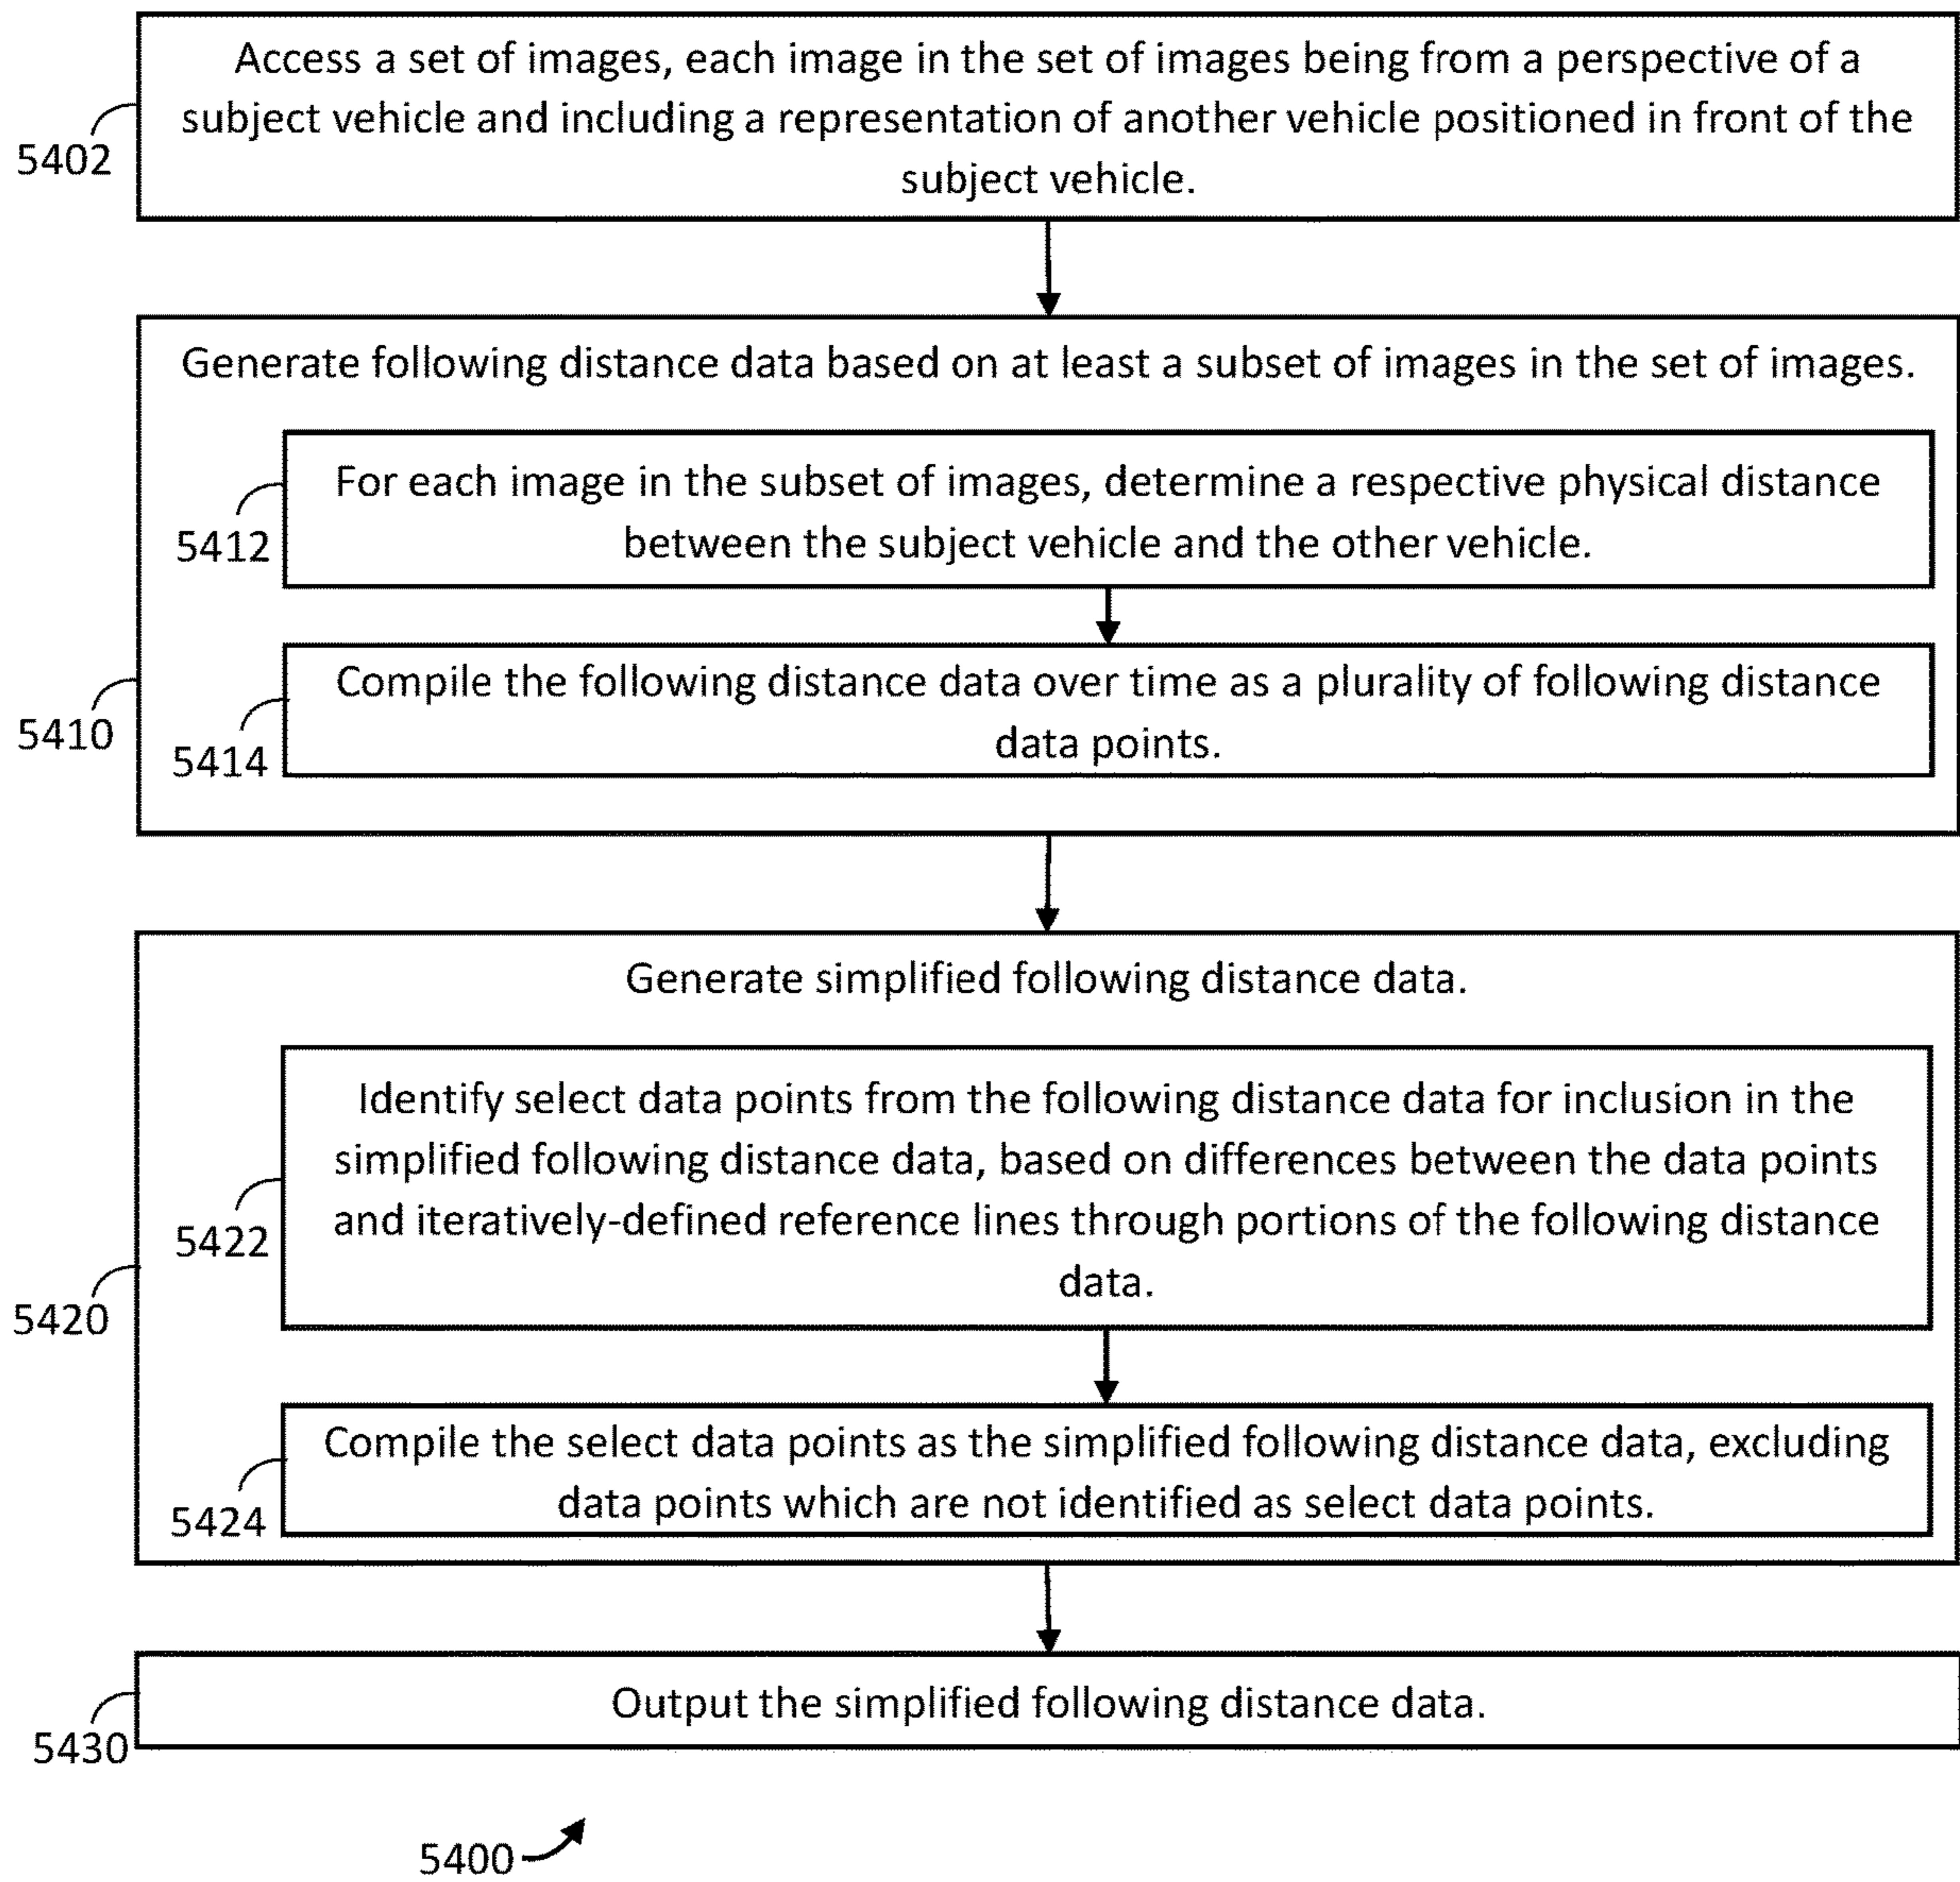 Access a set of images, each image in the set of images being from a perspective of a
subject vehicle and including a representation of another vehicle positioned in front of the
subject vehicle.
5402
Generate following distance data based on at least a subset of images in the set of images.
For each image in the subset of images, determine a respective physical distance
between the subject vehicle and the other vehicle.
5412
Compile the following distance data over time as a plurality of following distance
data points.
5414
5410
Generate simplified following distance data.
Identify select data points from the following distance data for inclusion in the
simplified following distance data, based on differences between the data points
and iteratively-defined reference lines through portions of the following distance
data.
5422
5420
Compile the select data points as the simplified following distance data, excluding
data points which are not identified as select data points.
5424
Output the simplified following distance data.
5430
5400